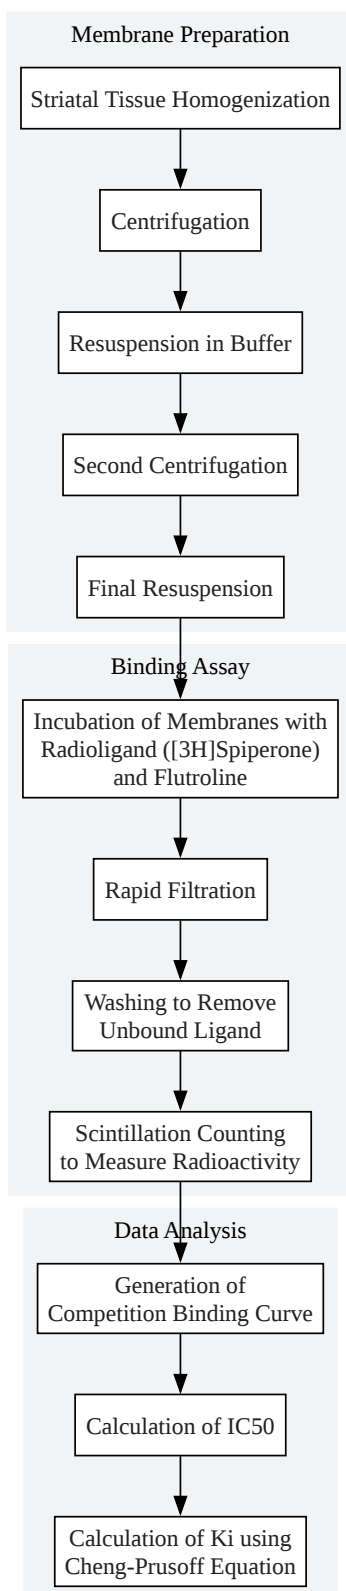 Membrane Preparation
Striatal Tissue Homogenization
Centrifugation
Resuspension in Buffer
Second Centrifugation
Final Resuspension
Binding Assay
Incubation of Membranes with
Radioligand ([3H]Spiperone)
and Flutroline
Rapid Filtration
Washing to Remove
Unbound Ligand
Scintillation Counting
to Measure Radioactivity
Data Analysis
Generation of
Competition Binding Curve
Calculation of IC50
Calculation of Ki using
Cheng-Prusoff Equation